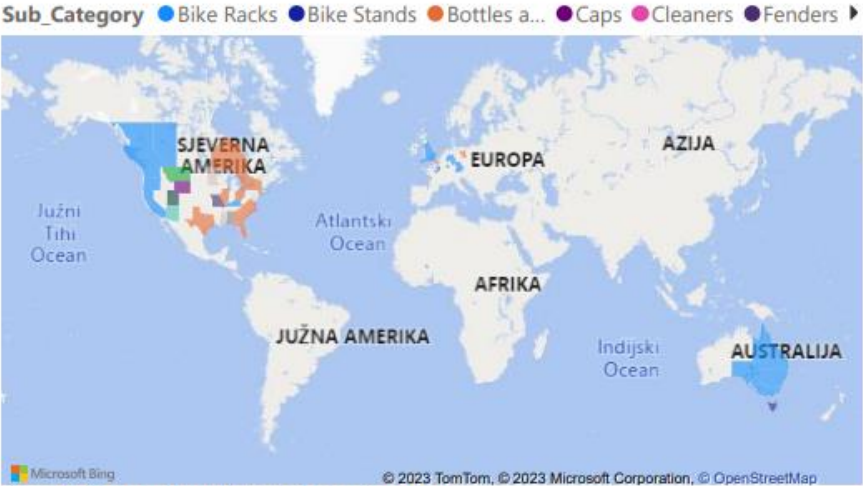 Sub_Category Bike Racks Bike Stands Bottles a... Caps Cleaners Fenders
SJEVERNA
AMERIKA
EUROPA
AZIJA
Južni
Tihi
Ocean
Atlantski
Ocean
AFRIKA
JUŽNA AMERIKA
Indijski
Ocean
AUSTRALIJA
Microsoft Bing
© 2023 TomTom, © 2023 Microsoft Corporation, © OpenStreetMap